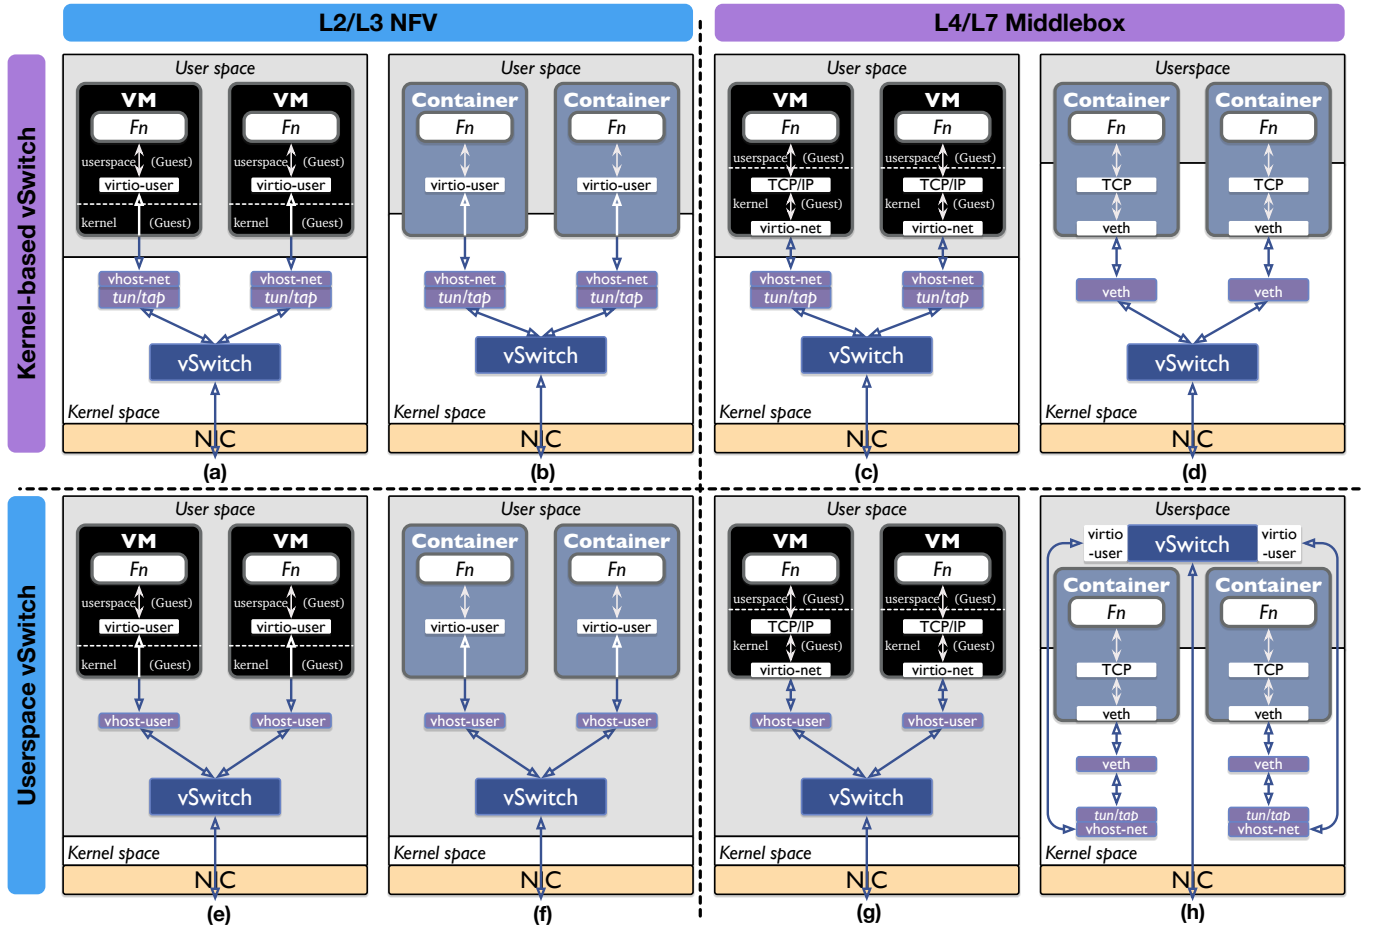 L2/L3 NFV
L4/L7 Middlebox
Kernel-based vSwitch
User space
VM
Fn
userspace (Guest)
virtio-user
kernel (Guest)
VM
Fn
userspace (Guest)
virtio-user
kernel (Guest)
vhost-net
tun/tap
vhost-net
tun/tap
vSwitch
Kernel space
NIC
(a)
User space
Container
Fn
virtio-user
Container
Fn
virtio-user
vhost-net
tun/tap
vhost-net
tun/tap
vSwitch
Kernel space
NIC
(b)
User space
VM
Fn
userspace (Guest)
TCP/IP
kernel (Guest)
virtio-net
VM
Fn
userspace (Guest)
TCP/IP
kernel (Guest)
virtio-net
vhost-net
tun/tap
vhost-net
tun/tap
vSwitch
Kernel space
NIC
(c)
Userspace
Container
Fn
TCP
veth
Container
Fn
TCP
veth
veth
veth
vSwitch
Kernel space
NIC
(d)
Userspace vSwitch
User space
VM
Fn
userspace (Guest)
virtio-user
kernel (Guest)
VM
Fn
userspace (Guest)
virtio-user
kernel (Guest)
vhost-user
vhost-user
vSwitch
Kernel space
NIC
(e)
User space
Container
Fn
virtio-user
Container
Fn
virtio-user
vhost-user
vhost-user
vSwitch
Kernel space
NIC
(f)
User space
VM
Fn
userspace (Guest)
TCP/IP
kernel (Guest)
virtio-net
VM
Fn
userspace (Guest)
TCP/IP
kernel (Guest)
virtio-net
vhost-user
vhost-user
vSwitch
Kernel space
NIC
(g)
Userspace
virtio
-user
vSwitch
virtio
-user
Container
Fn
TCP
veth
Container
Fn
TCP
veth
veth
veth
tun/tap
vhost-net
tun/tap
vhost-net
Kernel space
NIC
(h)